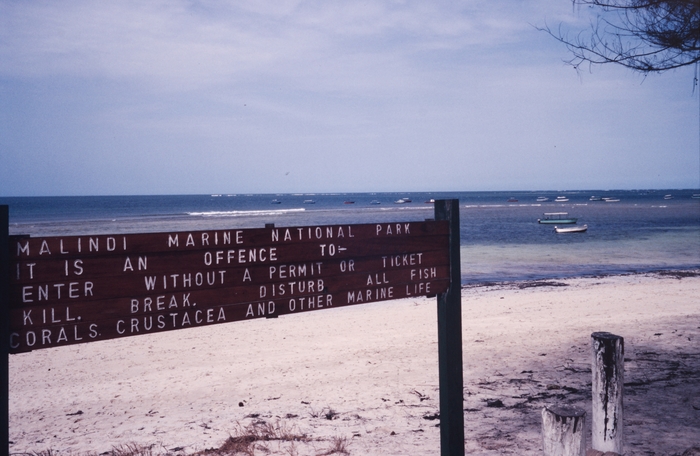 MALINDI MARINE NATIONAL PARK
IT IS AN OFFENCE TO:-
ENTER WITHOUT A PERMIT OR TICKET
KILL. BREAK. DISTURB ALL FISH
CORALS. CRUSTACEA AND OTHER MARINE LIFE